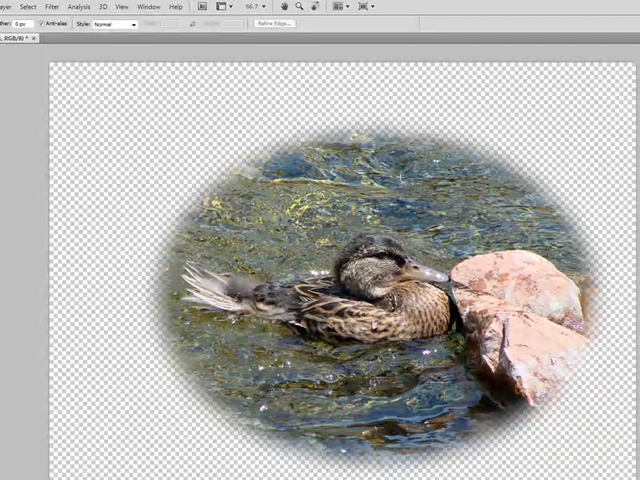 ayer Select Filter Analysis 3D View Window Help 66.7
ther: 0 px Anti-alias Style: Normal Refine Edge...
, RGB/8) * ×